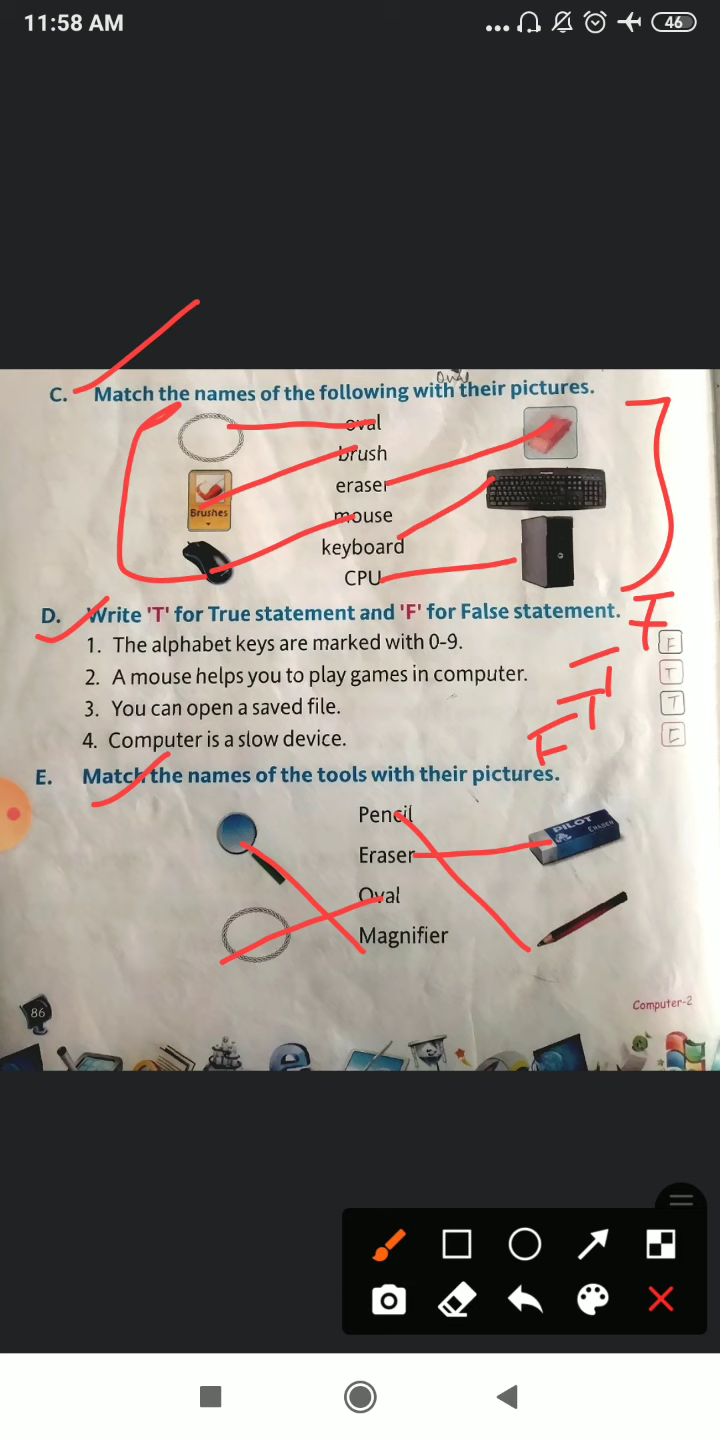 11:58 AM
46
Oval
C. Match the names of the following with their pictures.
oval
brush
eraser
Brushes
mouse
keyboard
CPU
D. Write 'T' for True statement and 'F' for False statement. F
1. The alphabet keys are marked with 0-9. F
2. A mouse helps you to play games in computer. T T
3. You can open a saved file. T T
4. Computer is a slow device. F F
E. Match the names of the tools with their pictures.
Pencil
PILOT
ERASER
Eraser
Oval
Magnifier
Computer-2
86